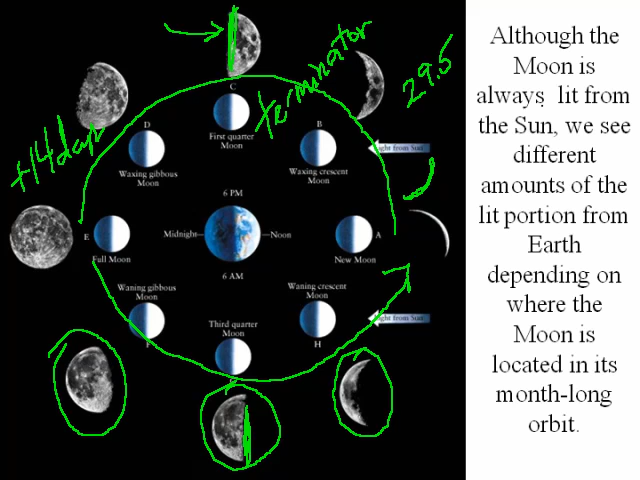 terminator
29.5
+14 days
C
First quarter
Moon
D
Waxing gibbous
Moon
B
Waxing crescent
Moon
ght from Sun
6 PM
E
Full Moon
Midnight
Noon
A
New Moon
6 AM
Waning gibbous
Moon
F
Third quarter
Moon
Waning crescent
Moon
H
ght from Sun
Although the
Moon is
always, lit from
the Sun, we see
different
amounts of the
lit portion from
Earth
depending on
where the
Moon is
located in its
month-long
orbit.